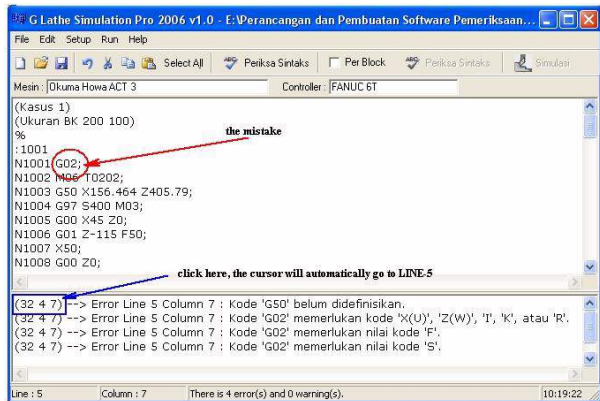 G Lathe Simulation Pro 2006 v1.0 - E:\Perancangan dan Pembuatan Software Pemeriksaan...
File Edit Setup Run Help
Select All Periksa Sintaks Per Block Periksa Sintaks Simulasi
Mesin : Okuma Howa ACT 3 Controller : FANUC 6T
(Kasus 1)
(Ukuran BK 200 100)
the mistake
%
:1001
N1001 G02;
N1002 M06 T0202;
N1003 G50 X156.464 Z405.79;
N1004 G97 S400 M03;
N1005 G00 X45 Z0;
N1006 G01 Z-115 F50;
N1007 X50;
N1008 G00 Z0;
click here, the cursor will automatically go to LINE-5
(32 4 7) --> Error Line 5 Column 7 : Kode 'G50' belum didefinisikan.
(32 4 7) --> Error Line 5 Column 7 : Kode 'G02' memerlukan kode 'X(U)', 'Z(W)', 'I', 'K', atau 'R'.
(32 4 7) --> Error Line 5 Column 7 : Kode 'G02' memerlukan nilai kode 'F'.
(32 4 7) --> Error Line 5 Column 7 : Kode 'G02' memerlukan nilai kode 'S'.
Line : 5 Column : 7 There is 4 error(s) and 0 warning(s). 10:19:22